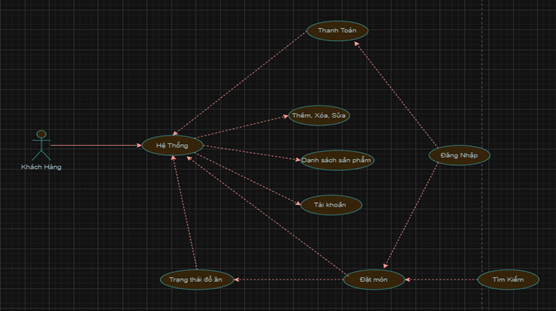 Thanh Toán
Thêm, Xóa, Sửa
Hệ Thống
Danh sách sản phẩm
Đăng Nhập
Khách Hàng
Tài khoản
Trạng thái đồ ăn
Đặt món
Tìm Kiếm